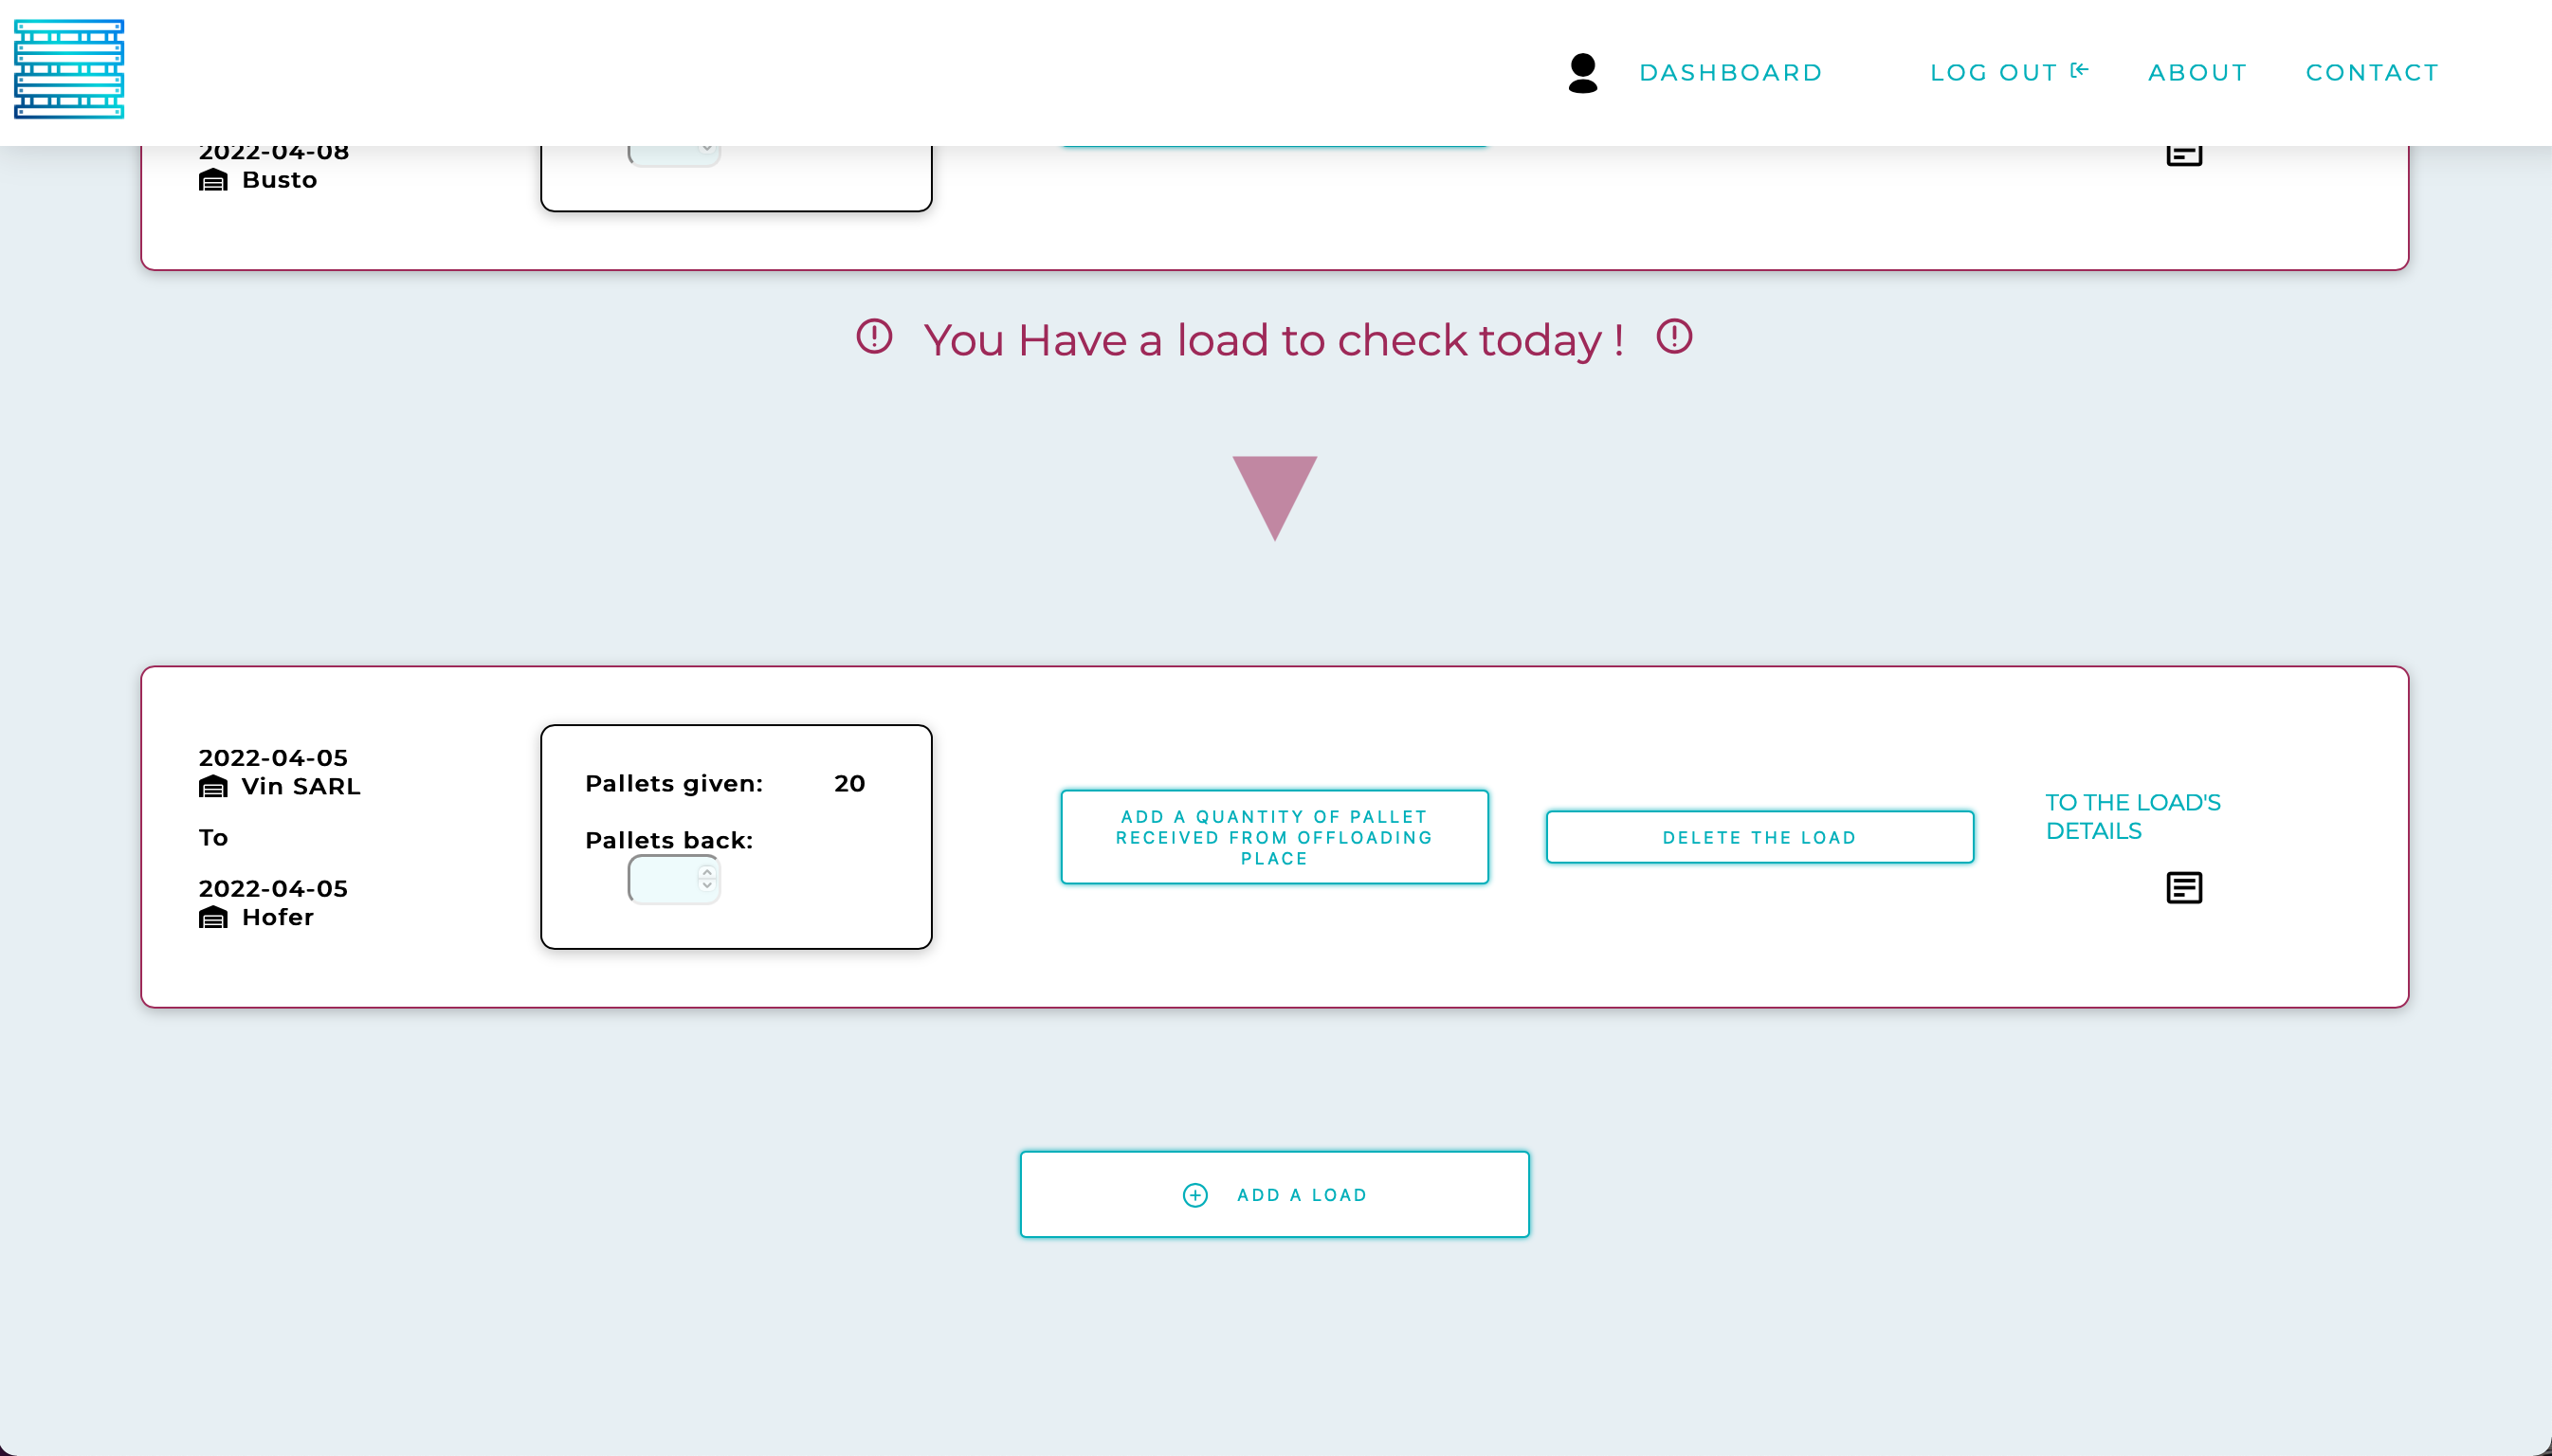 DASHBOARD LOG OUT ABOUT CONTACT
2022-04-08
Busto
You Have a load to check today !
2022-04-05
Vin SARL
To
2022-04-05
Hofer
Pallets given: 20
Pallets back:
ADD A QUANTITY OF PALLET
RECEIVED FROM OFFLOADING
PLACE
DELETE THE LOAD
TO THE LOAD'S
DETAILS
ADD A LOAD